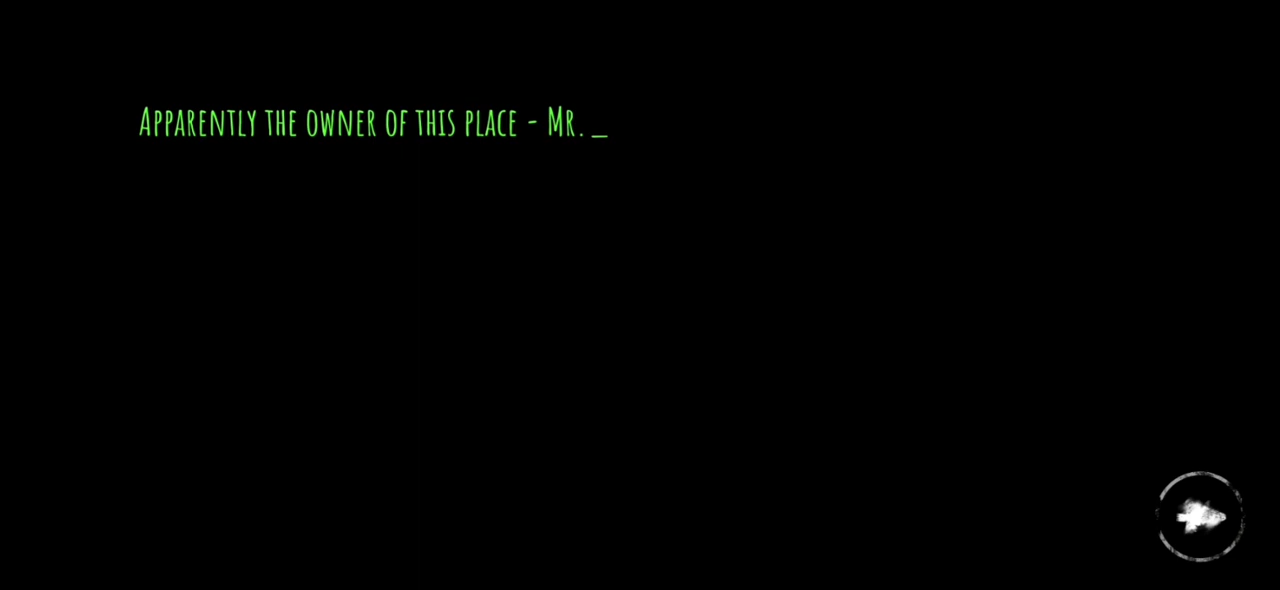 Apparently the owner of this place - Mr. _